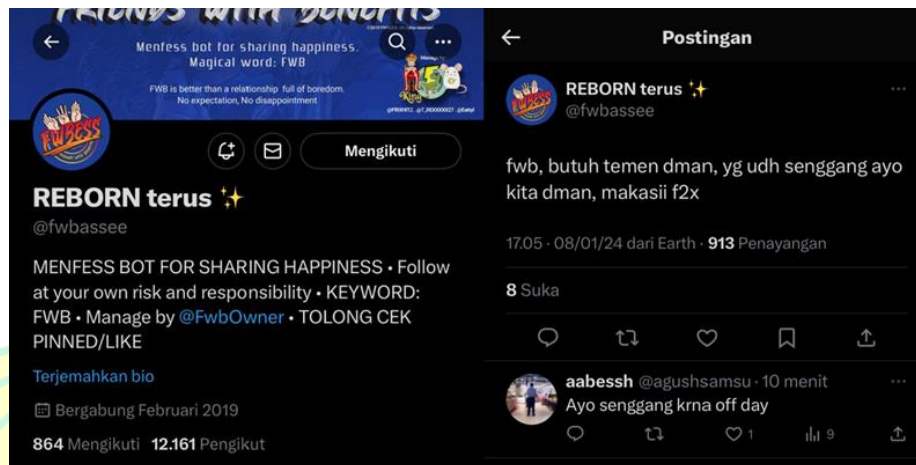 FRIENDS WITH BENEFITS
Menfess bot for sharing happiness.
Magical word: FWB
FWB is better than a relationship full of boredom.
No expectation, No disappointment
FWBESS
Mengikuti
REBORN terus ✨
@fwbassee
MENFESS BOT FOR SHARING HAPPINESS • Follow
at your own risk and responsibility • KEYWORD:
FWB • Manage by @FwbOwner • TOLONG CEK
PINNED/LIKE
Terjemahkan bio
Bergabung Februari 2019
864 Mengikuti 12.161 Pengikut
Postingan
FWBESS
REBORN terus ✨
@fwbassee
fwb, butuh temen dman, yg udh senggang ayo
kita dman, makasii f2x
17.05 · 08/01/24 dari Earth · 913 Penayangan
8 Suka
aabessh @agushsamsu · 10 menit
Ayo senggang krna off day
1 9